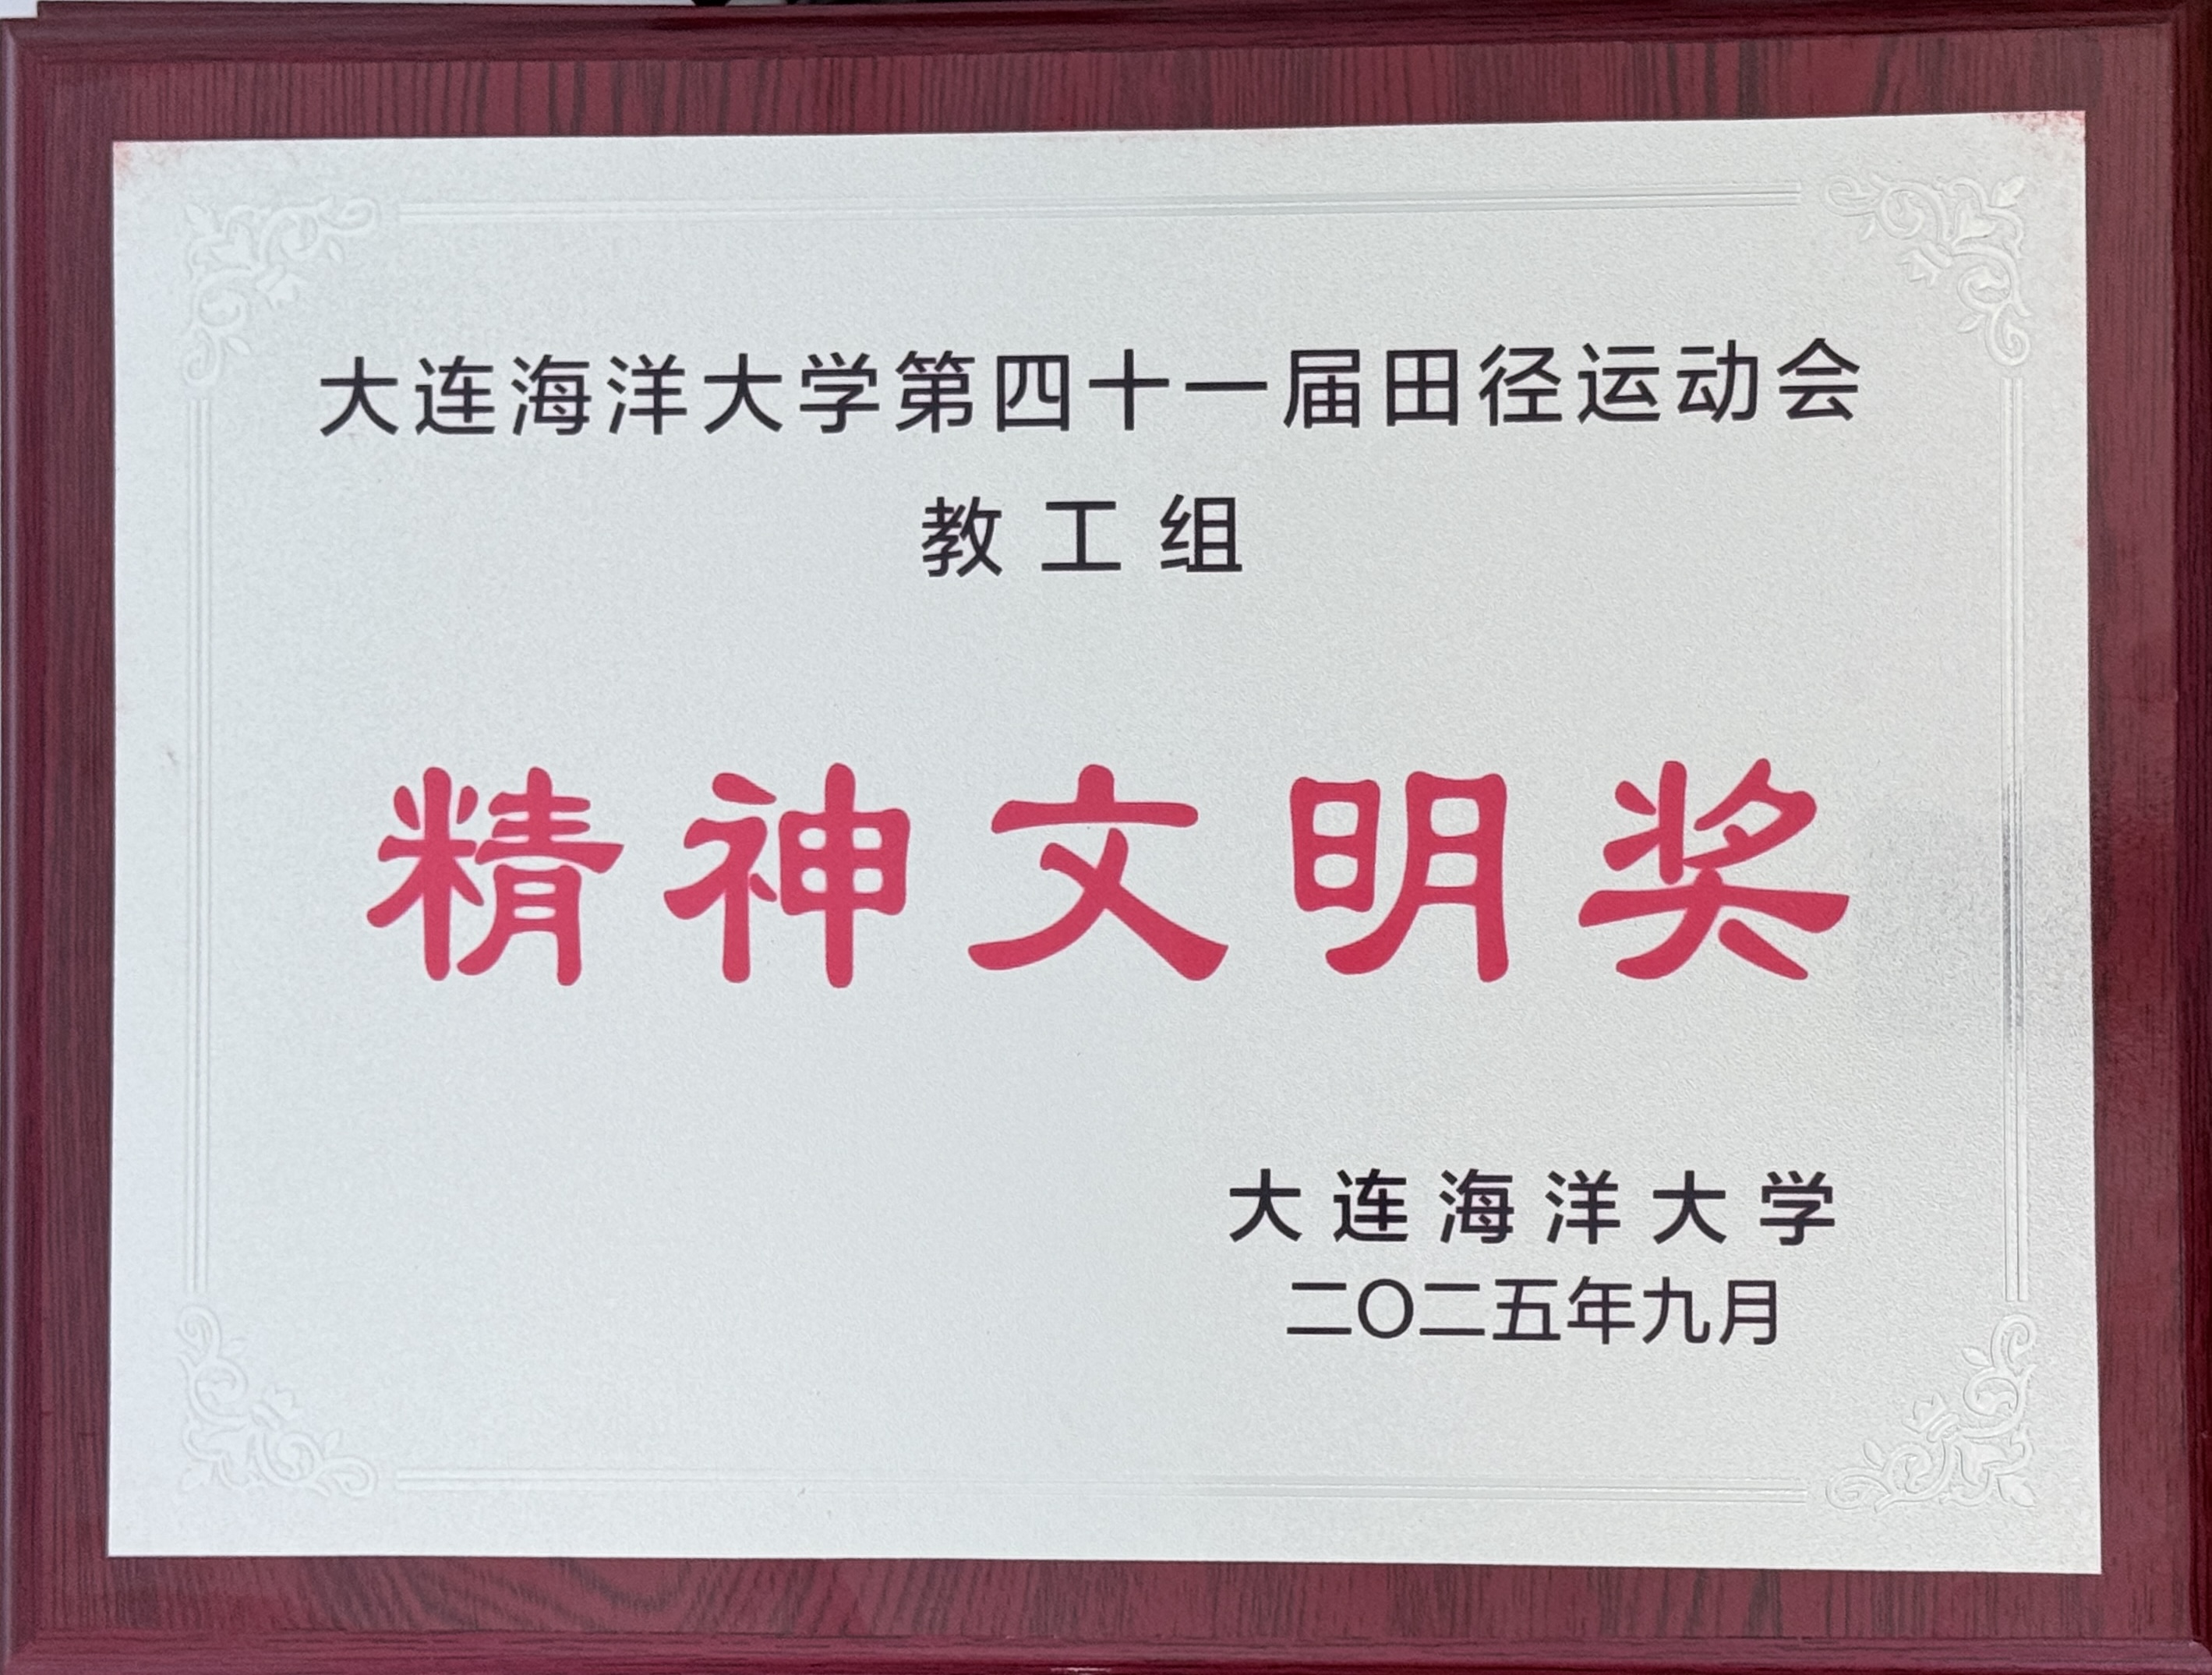 大连海洋大学第四十一届田径运动会
教工组
精神文明奖
大连海洋大学
二〇二五年九月